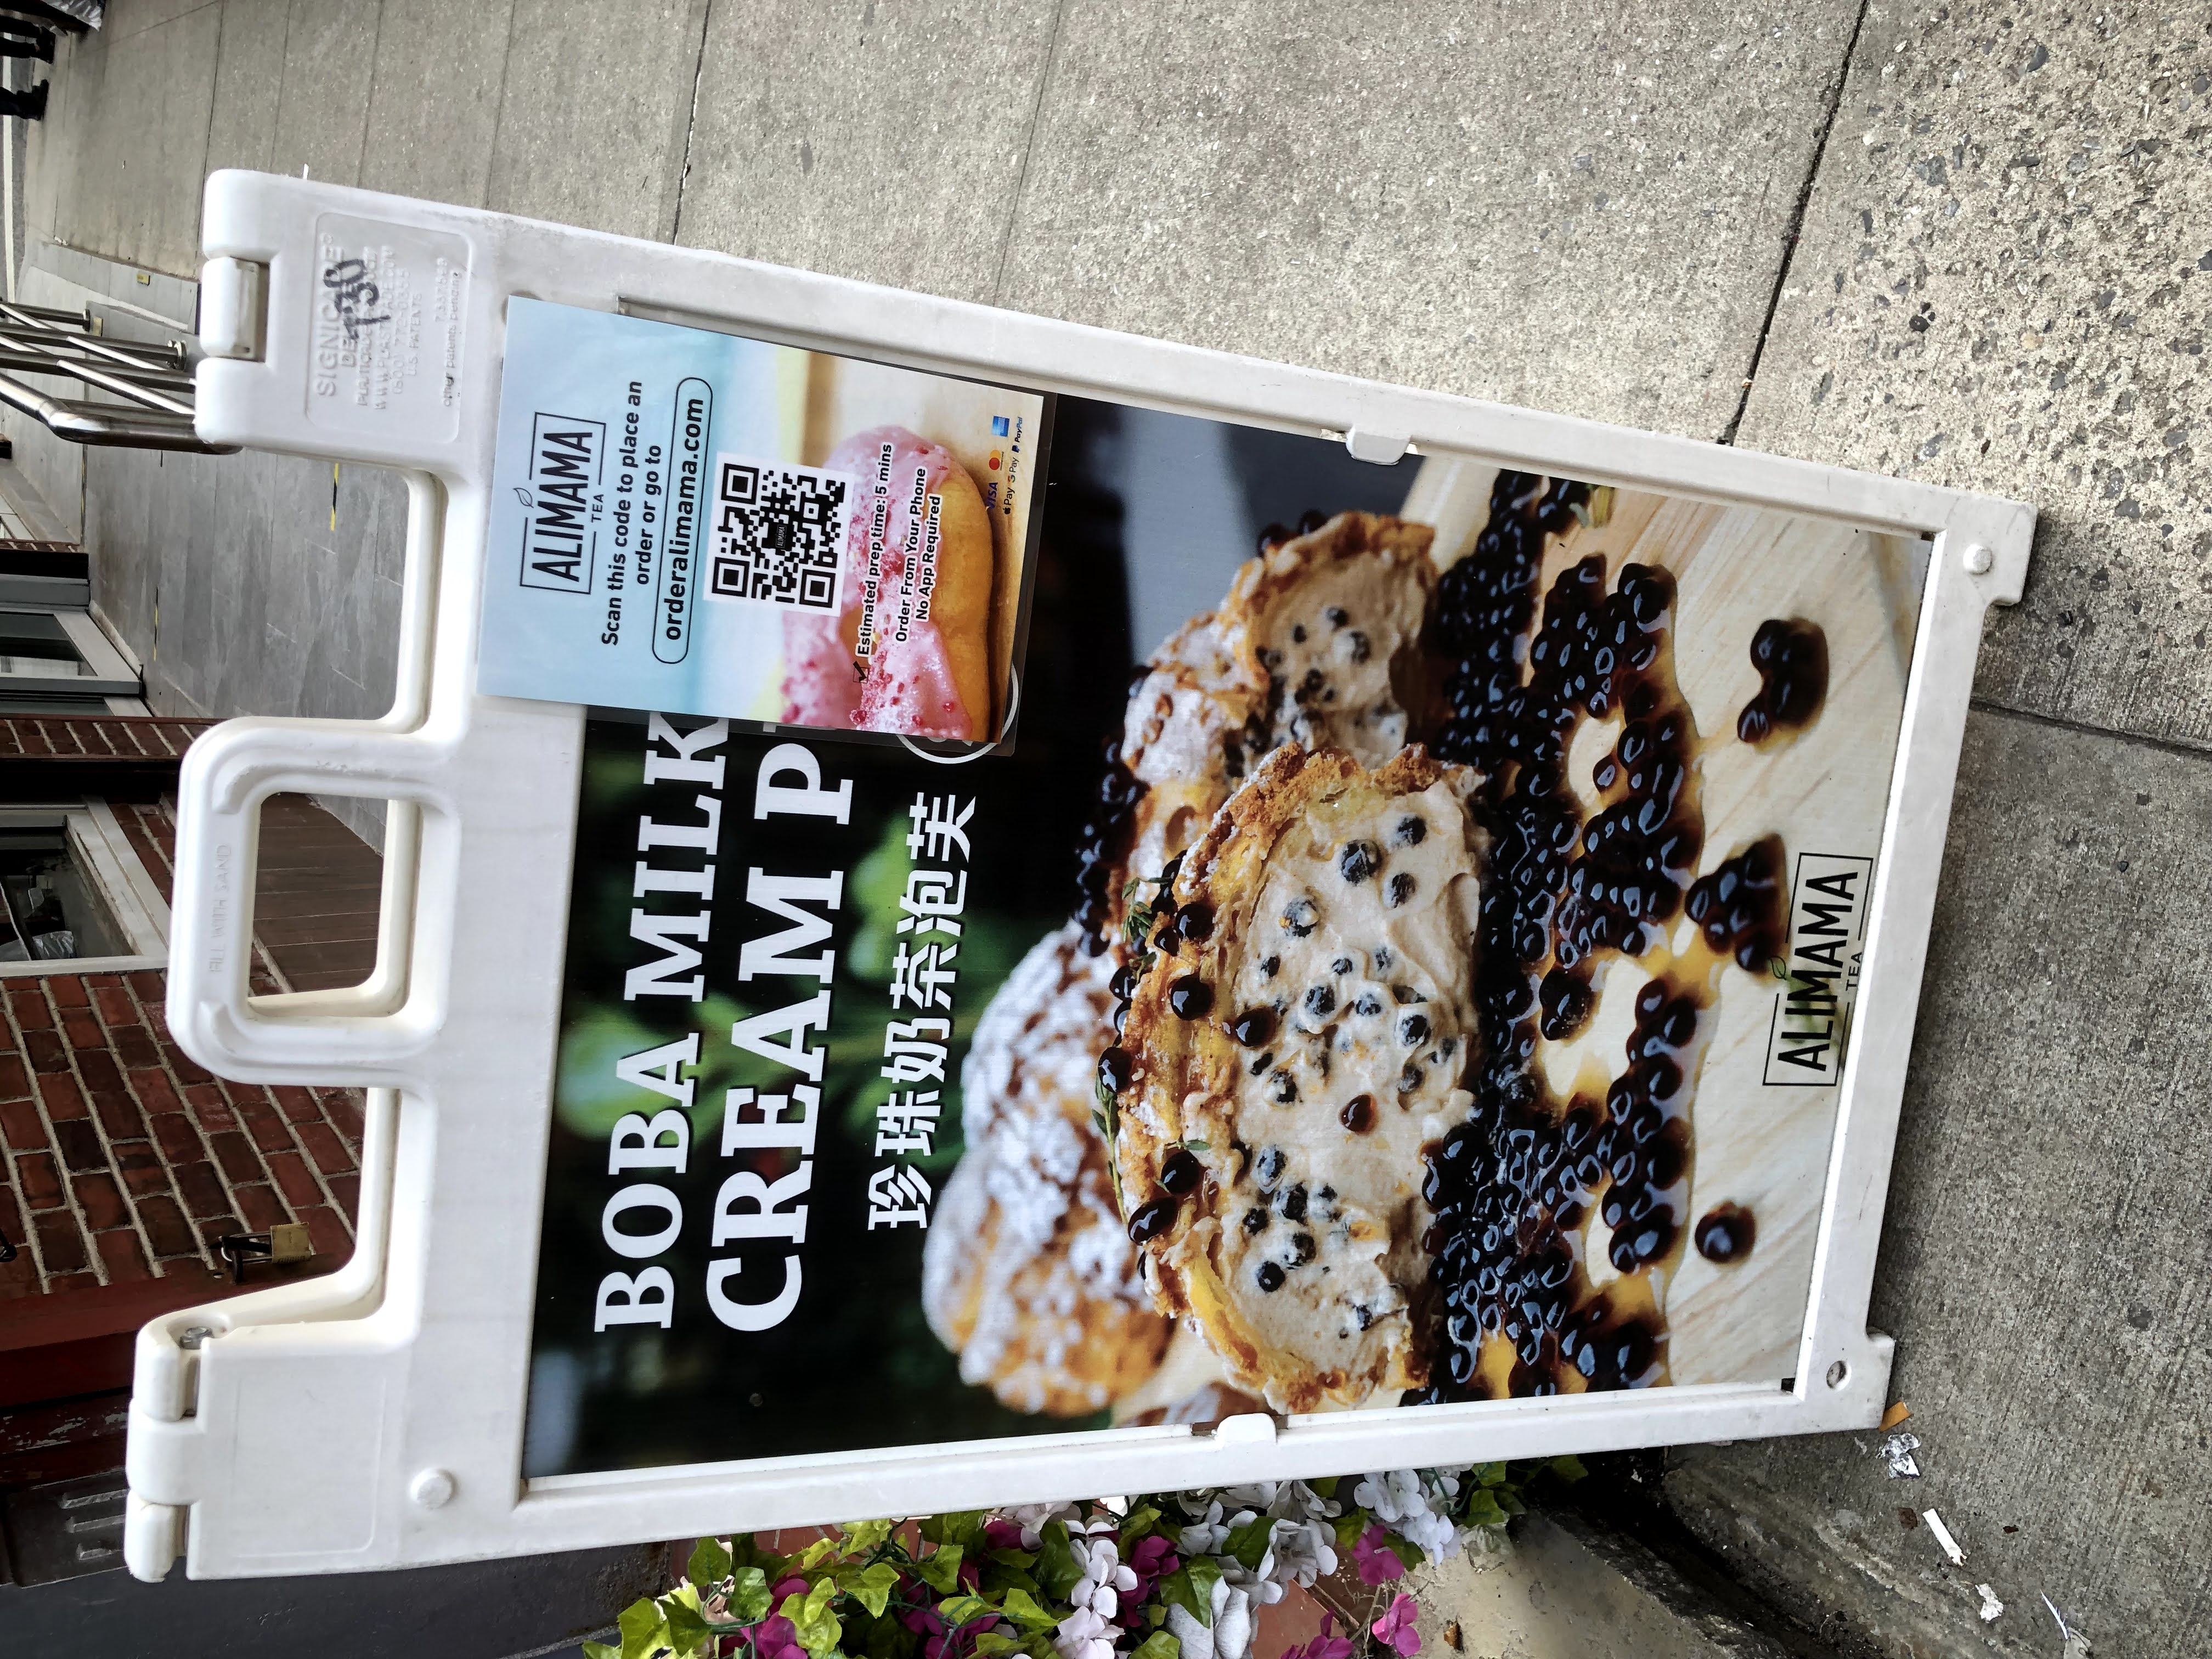 FILL WITH SAND
SIGNICADE
730
U.S. PATENTS
other patents pending
BOBA MILK
CREAM P
珍珠奶茶泡芙
ALIMAMA
TEA
Scan this code to place an
order or go to
orderalimama.com
ALIMAMA
Estimated prep time: 5 mins
Order From Your Phone
No App Required
VISA
Pay G Pay PayPal
ALIMAMA
TEA